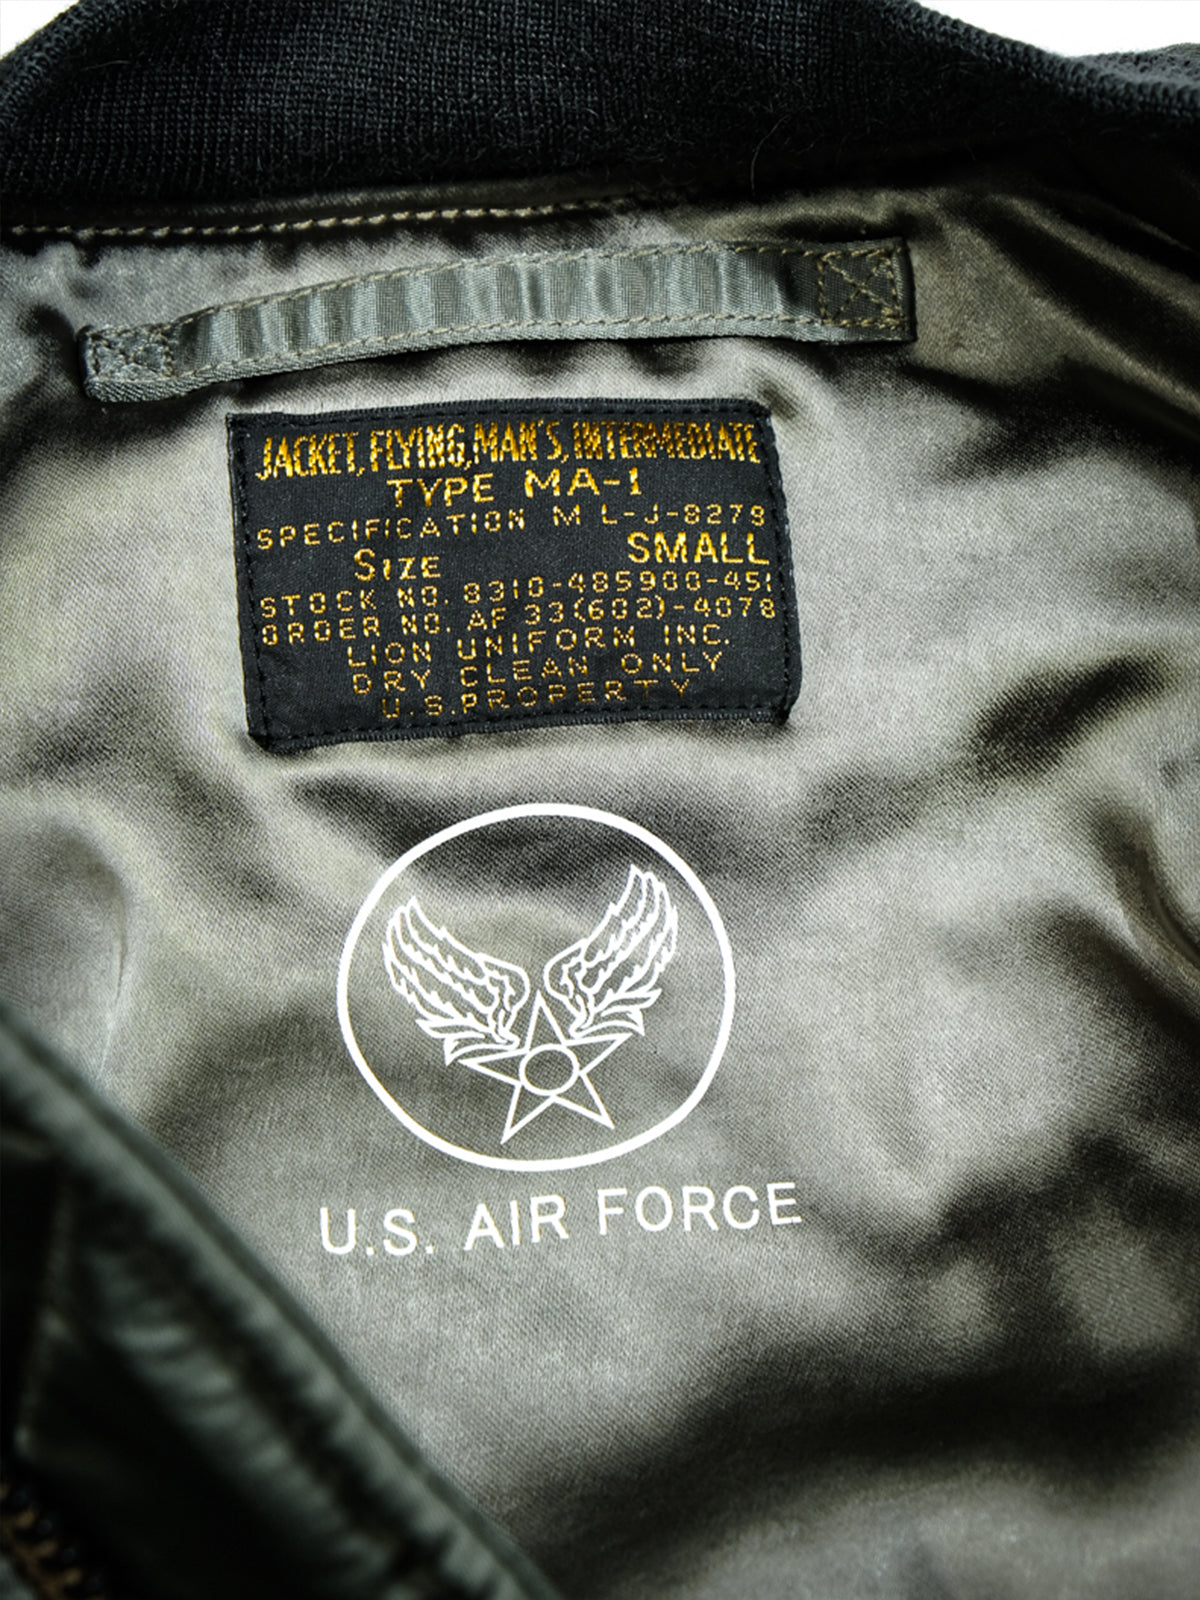 JACKET, FLYING, MAN'S, INTERMEDIATE
TYPE MA-1
SPECIFICATION M L-J-8279
SIZE SMALL
STOCK NO. 8310-485900-451
ORDER NO. AF 33(602)-4078
LION UNIFORM INC.
DRY CLEAN ONLY
U.S.PROPERTY
U.S. AIR FORCE